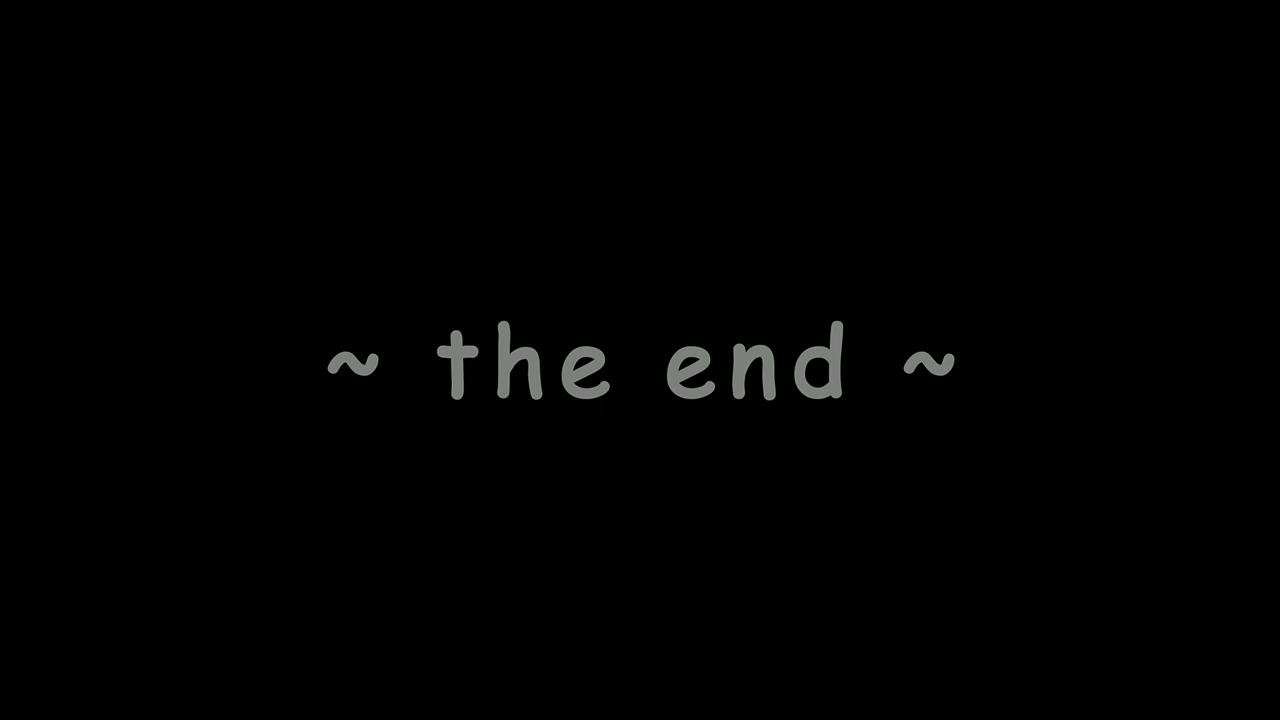 ~ the end ~